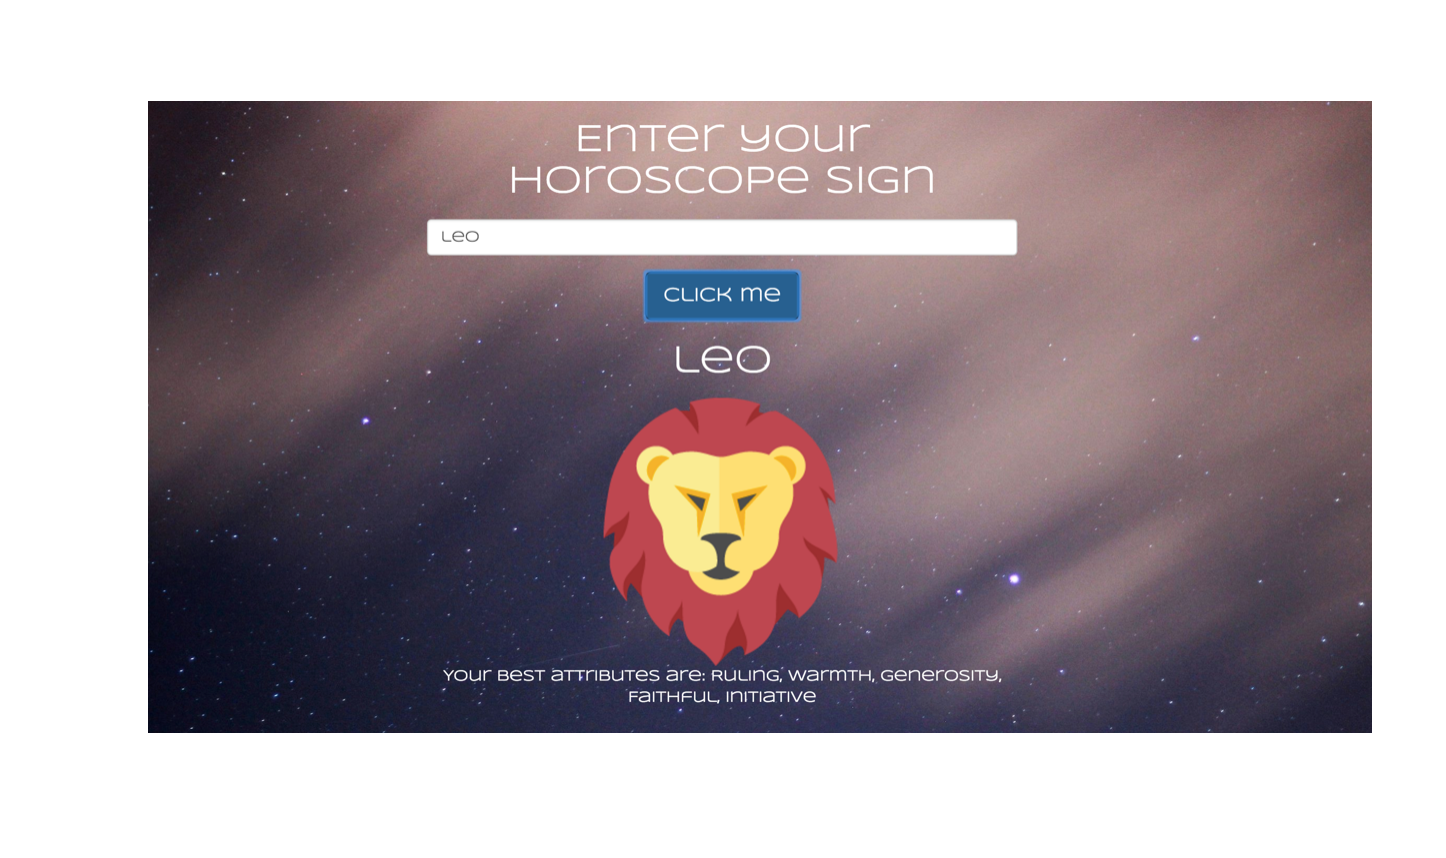 Enter your
Horoscope Sign
Leo
Click me
Leo
Your best attributes are: Ruling, Warmth, Generosity,
Faithful, Initiative